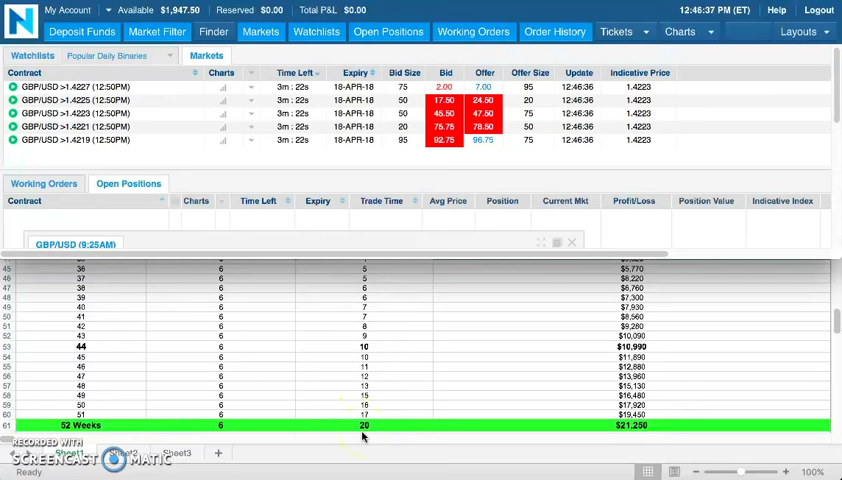 My Account Available $1,947.50 Reserved $0.00 Total P&L $0.00 12:46:37 PM (ET) Help Logout
N Deposit Funds Market Filter Finder Markets Watchlists Open Positions Working Orders Order History Tickets Charts Layouts
Watchlists Popular Daily Binaries Markets
Contract Charts Time Left Expiry Bid Size Bid Offer Offer Size Update Indicative Price
GBP/USD >1.4227 (12:50PM) 3m : 22s 18-APR-18 75 2.00 7.00 95 12:46:36 1.4223
GBP/USD >1.4225 (12:50PM) 3m : 22s 18-APR-18 50 17.50 24.50 20 12:46:36 1.4223
GBP/USD >1.4223 (12:50PM) 3m : 22s 18-APR-18 50 45.50 47.50 75 12:46:36 1.4223
GBP/USD >1.4221 (12:50PM) 3m : 22s 18-APR-18 20 75.75 78.50 50 12:46:36 1.4223
GBP/USD >1.4219 (12:50PM) 3m : 22s 18-APR-18 95 92.75 96.75 75 12:46:36 1.4223
Working Orders Open Positions
Contract Charts Time Left Expiry Trade Time Avg Price Position Current Mkt Profit/Loss Position Value Indicative Index
GBP/USD (9:25AM)
45 36 6 5 $5,770
46 37 6 5 $6,220
47 38 6 6 $6,760
48 39 6 6 $7,300
49 40 6 7 $7,930
50 41 6 7 $8,560
51 42 6 8 $9,280
52 43 6 9 $10,090
53 44 6 10 $10,990
54 45 6 10 $11,890
55 46 6 11 $12,880
56 47 6 12 $13,960
57 48 6 13 $15,130
58 49 6 15 $16,480
59 50 6 16 $17,920
60 51 6 17 $19,450
61 52 Weeks 6 20 $21,250
RECORDED WITH
SCREENCAST MATIC
Sheet1 Sheet2 Sheet3 +
Ready 100%